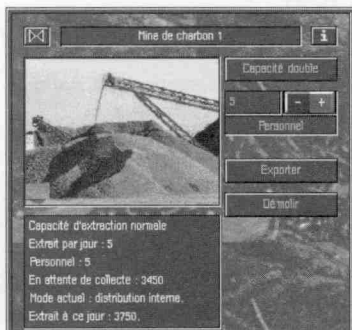 Mine de charbon 1
i
Capacité double
5
- +
Personnel
Exporter
Démolir
Capacité d'extraction normale
Extrait par jour : 5
Personnel : 5
En attente de collecte : 3450
Mode actuel : distribution interne.
Extrait à ce jour : 3750.